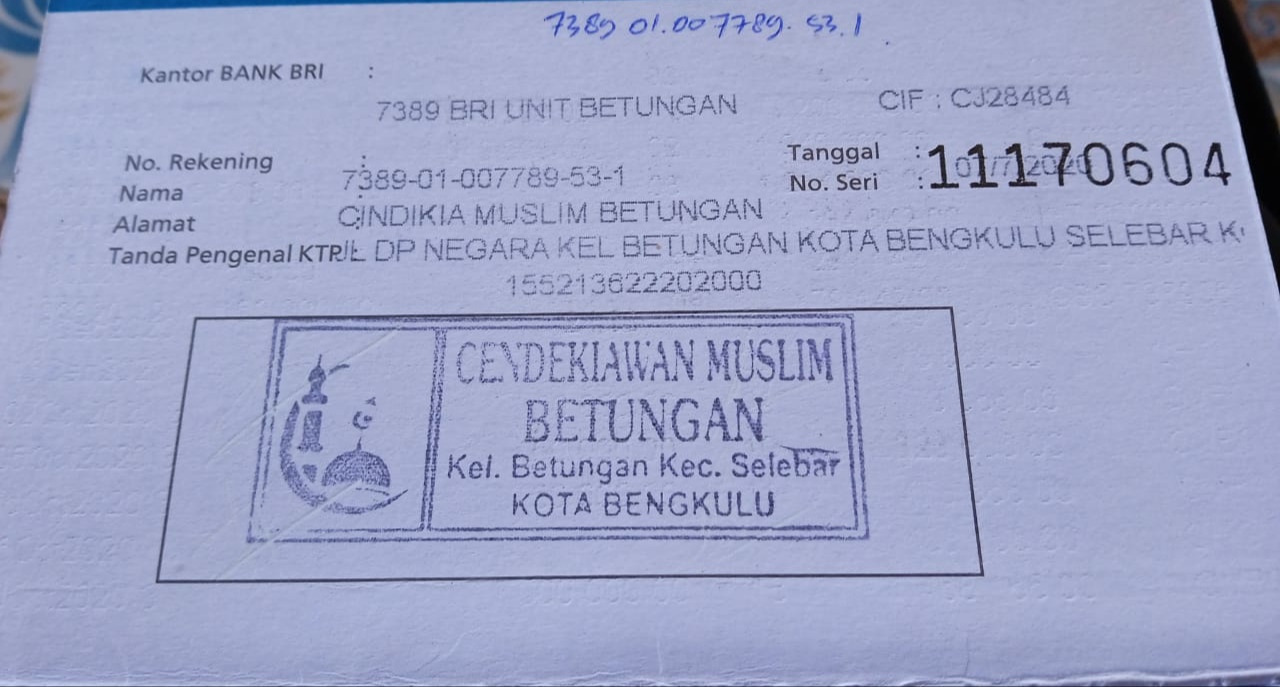 7389 01.007789.53.1
Kantor BANK BRI :
7389 BRI UNIT BETUNGAN
CIF : CJ28484
No. Rekening : 7389-01-007789-53-1
Tanggal :
No. Seri : 11170604
Nama : CINDIKIA MUSLIM BETUNGAN
Alamat JL DP NEGARA KEL BETUNGAN KOTA BENGKULU SELEBAR
Tanda Pengenal KTP 155213622202000
CENDEKIAWAN MUSLIM
BETUNGAN
Kel. Betungan Kec. Selebar
KOTA BENGKULU